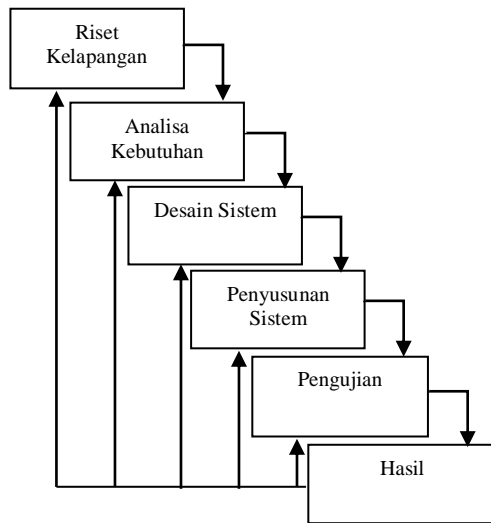 Riset
Kelapangan
Analisa
Kebutuhan
Desain Sistem
Penyusunan
Sistem
Pengujian
Hasil